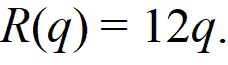 R(q) = 12q.